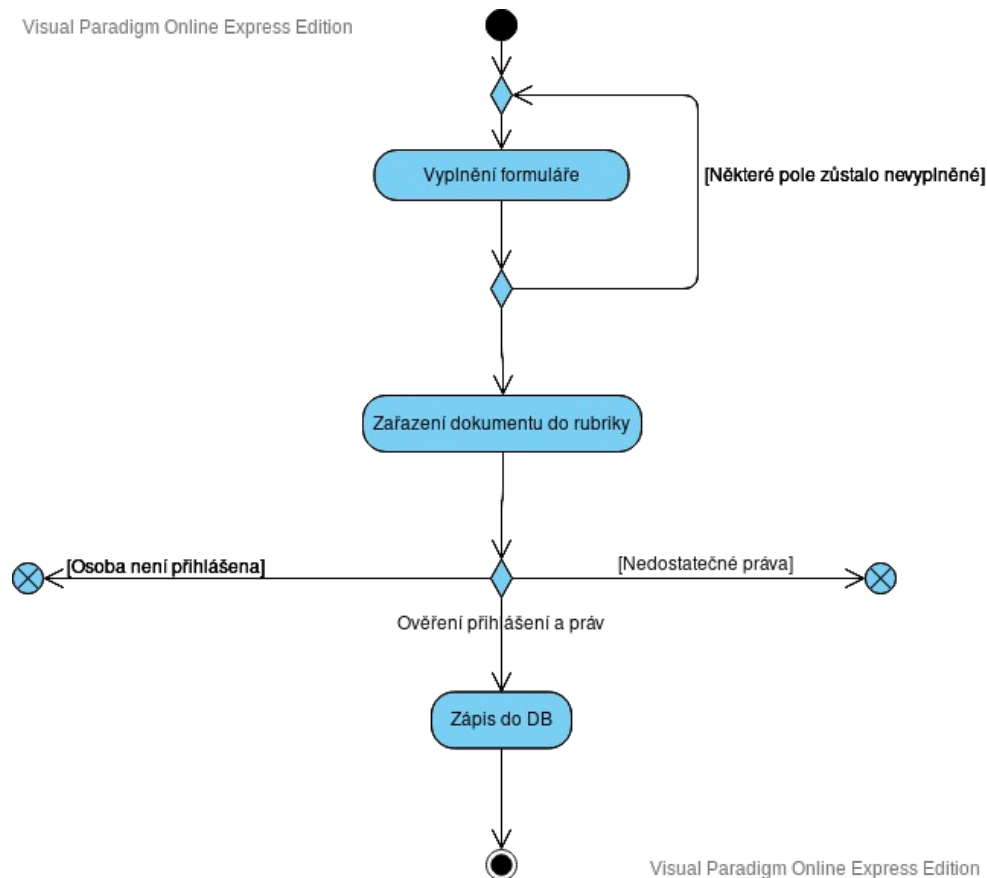 Visual Paradigm Online Express Edition
Vyplnění formuláře
[Některé pole zůstalo nevyplněné]
Zařazení dokumentu do rubriky
[Osoba není přihlášena]
[Nedostatečné práva]
Ověření přihlášení a práv
Zápis do DB
Visual Paradigm Online Express Edition